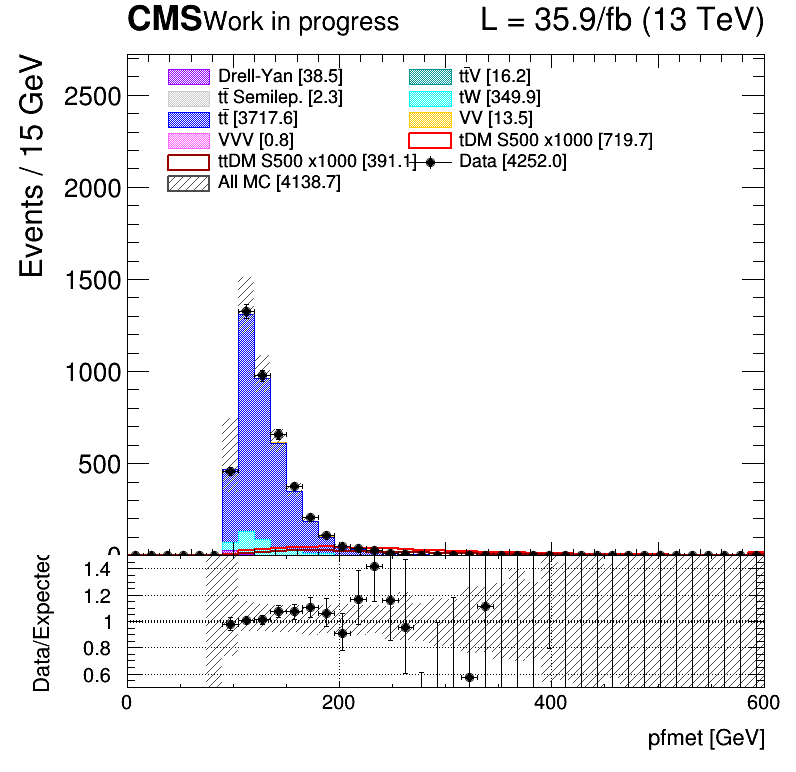 CMS Work in progress L = 35.9/fb (13 TeV)
Events / 15 GeV
2500
2000
1500
1000
500
0
Drell-Yan [38.5]
tt̄ Semilep. [2.3]
tt̄ [3717.6]
VVV [0.8]
ttDM S500 x1000 [391.1]
All MC [4138.7]
tt̄V [16.2]
tW [349.9]
VV [13.5]
tDM S500 x1000 [719.7]
Data [4252.0]
Data/Expected
1.4
1.2
1
0.8
0.6
0 200 400 600
pfmet [GeV]